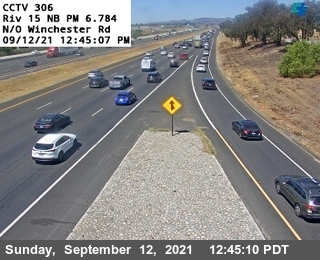 CCTV 306
Riv 15 NB PM 6.784
N/O Winchester Rd
09/12/21 12:45:07 PM
Sunday, September 12, 2021 12:45:10 PDT